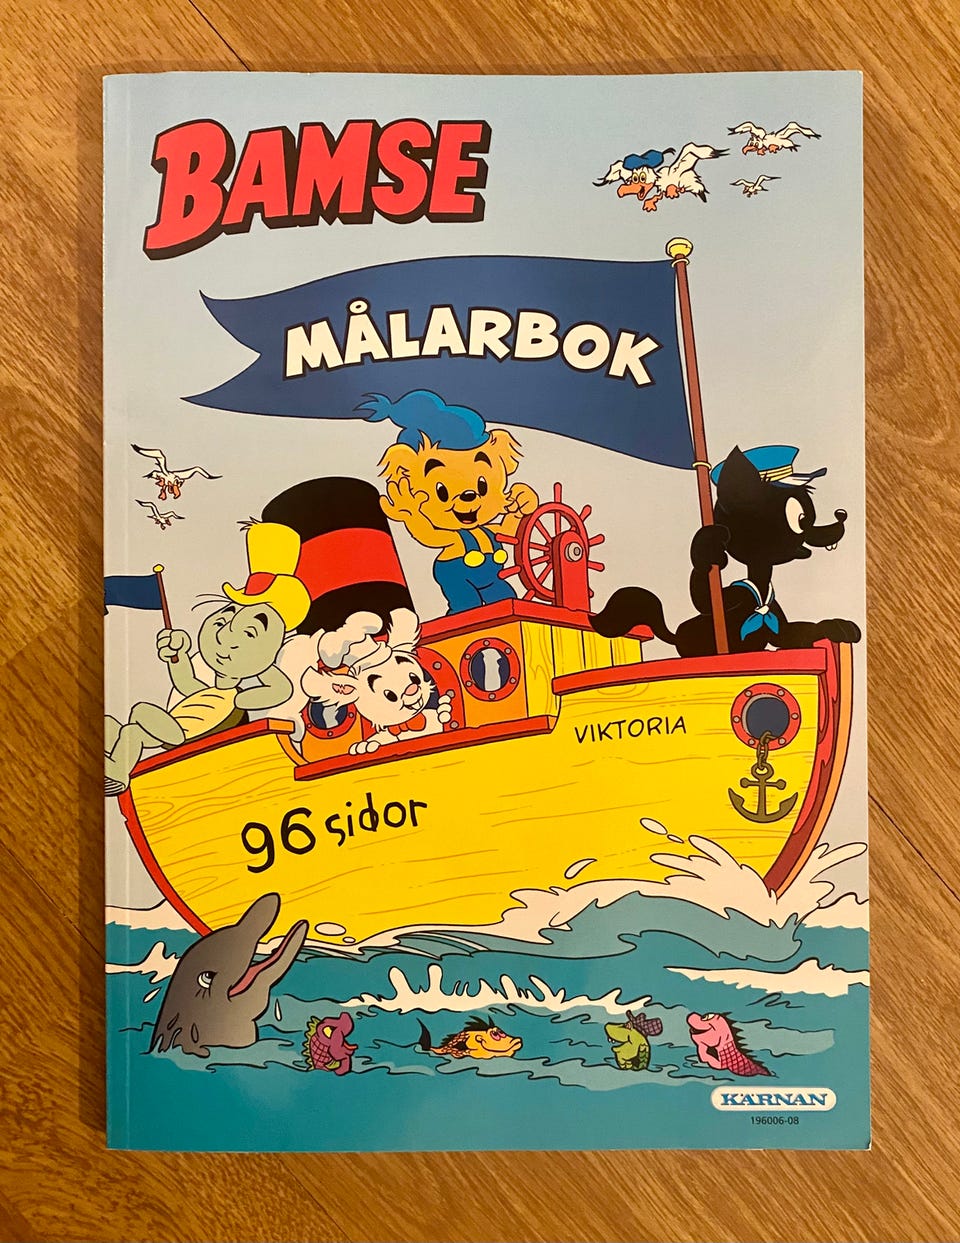 BAMSE
MÅLARBOK
VIKTORIA
96 sidor
KÄRNAN
196006-08